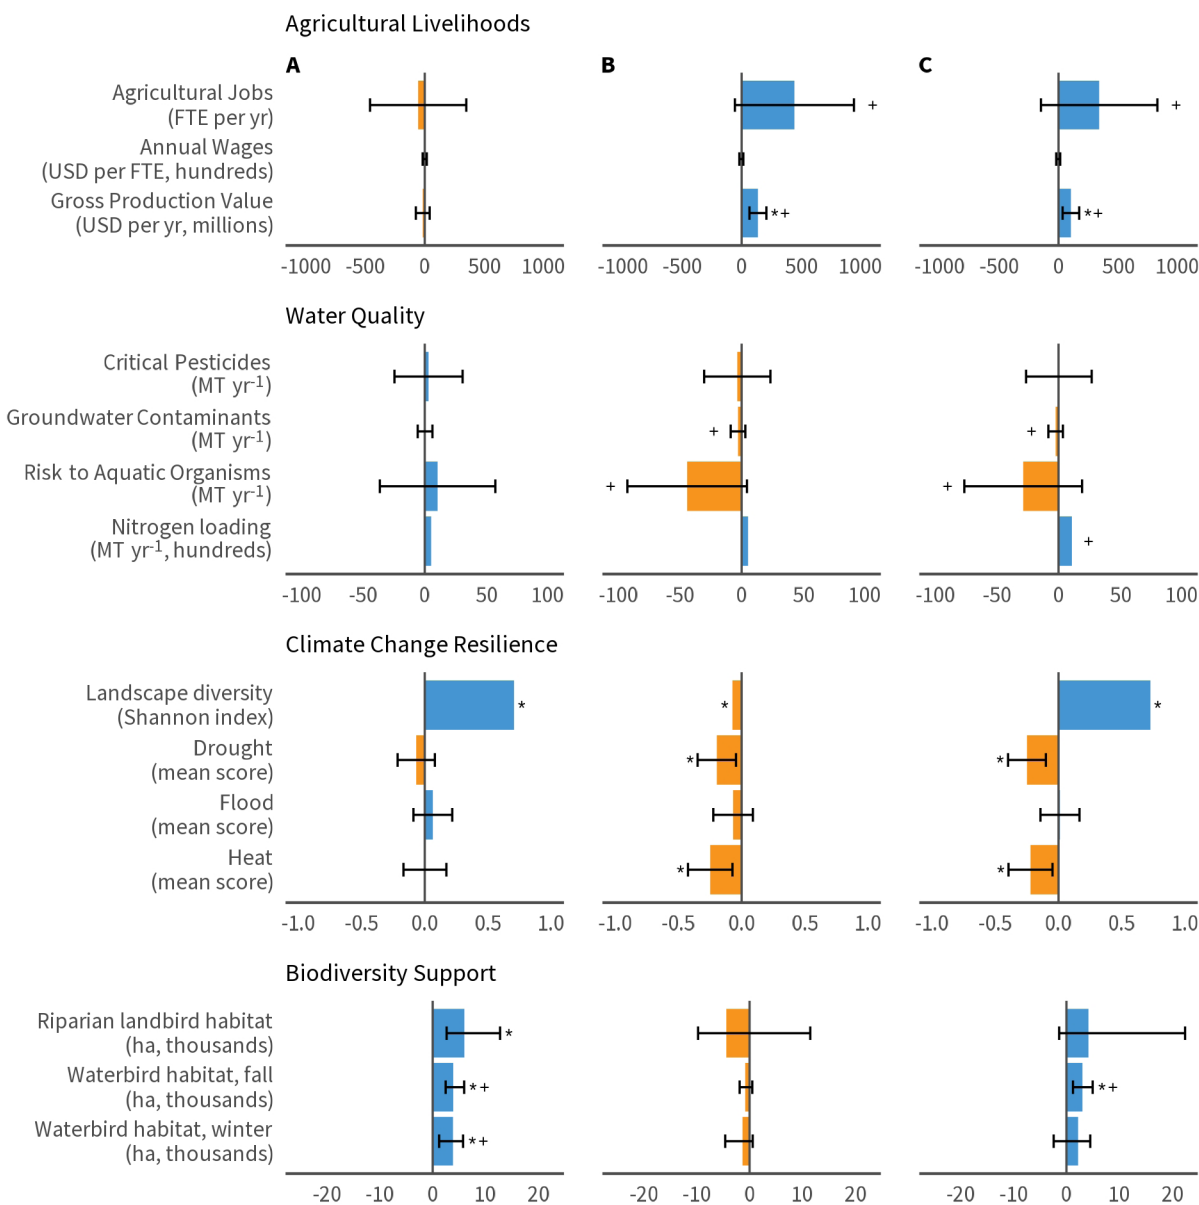 Agricultural Livelihoods
A B C
Agricultural Jobs
(FTE per yr)
+ +
Annual Wages
(USD per FTE, hundreds)
Gross Production Value
(USD per yr, millions)
*+ *+
-1000 -500 0 500 1000 -1000 -500 0 500 1000 -1000 -500 0 500 1000
Water Quality
Critical Pesticides
(MT yr-1)
Groundwater Contaminants
(MT yr-1)
+ +
Risk to Aquatic Organisms
(MT yr-1)
+ +
Nitrogen loading
(MT yr-1, hundreds)
+
-100 -50 0 50 100 -100 -50 0 50 100 -100 -50 0 50 100
Climate Change Resilience
Landscape diversity
(Shannon index)
* * *
Drought
(mean score)
* *
Flood
(mean score)
Heat
(mean score)
* *
-1.0 -0.5 0.0 0.5 1.0 -1.0 -0.5 0.0 0.5 1.0 -1.0 -0.5 0.0 0.5 1.0
Biodiversity Support
Riparian landbird habitat
(ha, thousands)
*
Waterbird habitat, fall
(ha, thousands)
*+ *+
Waterbird habitat, winter
(ha, thousands)
*+
-20 -10 0 10 20 -20 -10 0 10 20 -20 -10 0 10 20